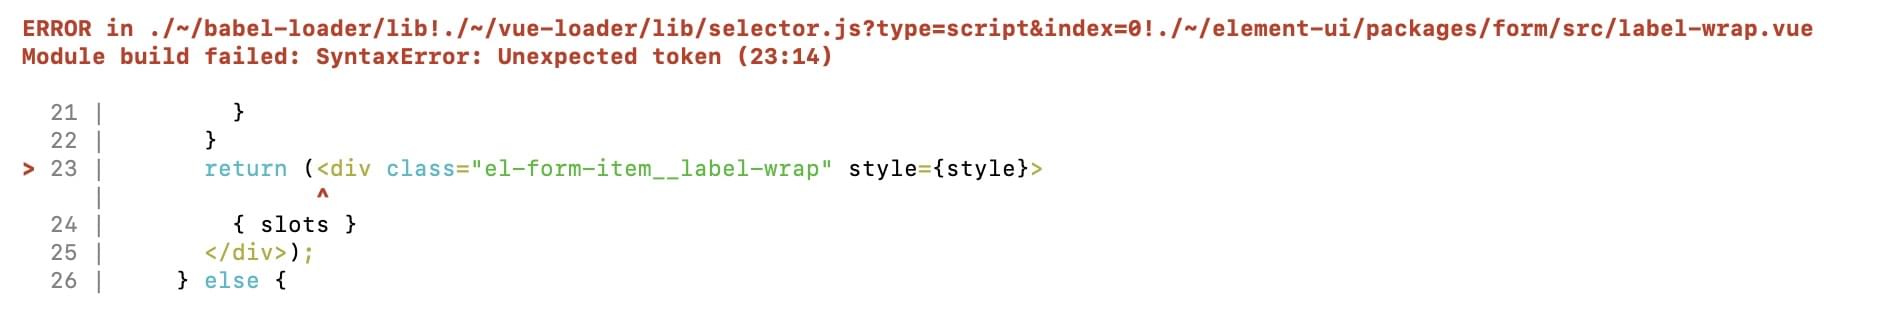 ERROR in ./~/babel-loader/lib!./~/vue-loader/lib/selector.js?type=script&index=0!./~/element-ui/packages/form/src/label-wrap.vue
Module build failed: SyntaxError: Unexpected token (23:14)
  21 |         }
  22 |       }
> 23 |       return (<div class="el-form-item__label-wrap" style={style}>
     |               ^
  24 |         { slots }
  25 |       </div>);
  26 |     } else {